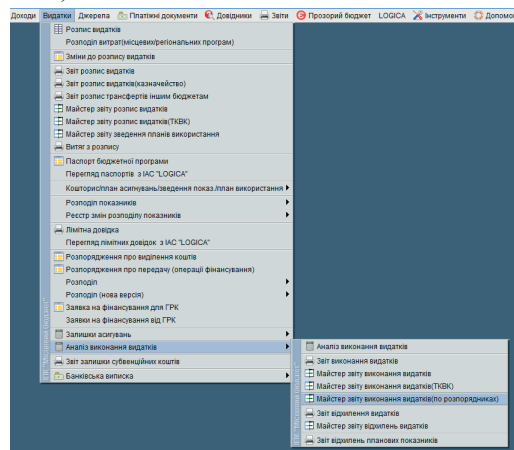 Доходи Видатки Джерела Платіжні документи Довідники Звіти Прозорий бюджет LOGICA Інструменти Допомо
Розпис видатків
Розподіл витрат(місцевих/регіональних програм)
Зміни до розпису видатків
Звіт розпис видатків
Звіт розпис видатків(казначейство)
Звіт розпис трансфертів іншим бюджетам
Майстер звіту розпис видатків
Майстер звіту розпис видатків(ТКВК)
Майстер звіту зведення планів використання
Витяг з розпису
Паспорт бюджетної програми
Перегляд паспортів з ІАС "LOGICA"
Кошторис/план асигнувань/зведення показ./план використання
Розподіл показників
Реєстр змін розподілу показників
Лімітна довідка
Перегляд лімітних довідок з ІАС "LOGICA"
Розпорядження про виділення коштів
Розпорядження про передачу (операції фінансування)
Розподіл
Розподіл (нова версія)
Заявка на фінансування для ГРК
Заявки на фінансування від ГРК
Залишки асигувань
Аналіз виконання видатків
Звіт залишки субвенційних коштів
Банківська виписка
Аналіз виконання видатків
Звіт виконання видатків
Майстер звіту виконання видатків
Майстер звіту виконання видатків(ТКВК)
Майстер звіту виконання видатків(по розпорядниках)
Звіт відхилення видатків
Майстер звіту відхилень видатків
Звіт відхилень планових показників